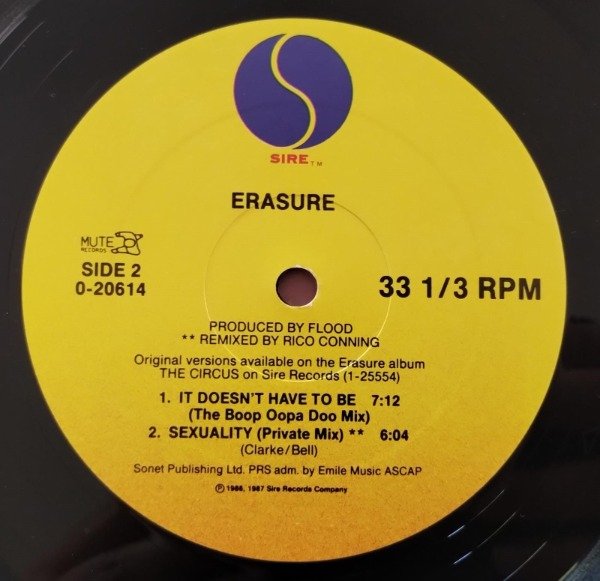 SIRE™
ERASURE
MUTE
RECORDS
SIDE 2
0-20614
33 1/3 RPM
PRODUCED BY FLOOD
** REMIXED BY RICO CONNING
Original versions available on the Erasure album
THE CIRCUS on Sire Records (1-25554)
1. IT DOESN'T HAVE TO BE 7:12
(The Boop Oopa Doo Mix)
2. SEXUALITY (Private Mix) ** 6:04
(Clarke/Bell)
Sonet Publishing Ltd. PRS adm. by Emile Music ASCAP
℗ 1986, 1987 Sire Records Company